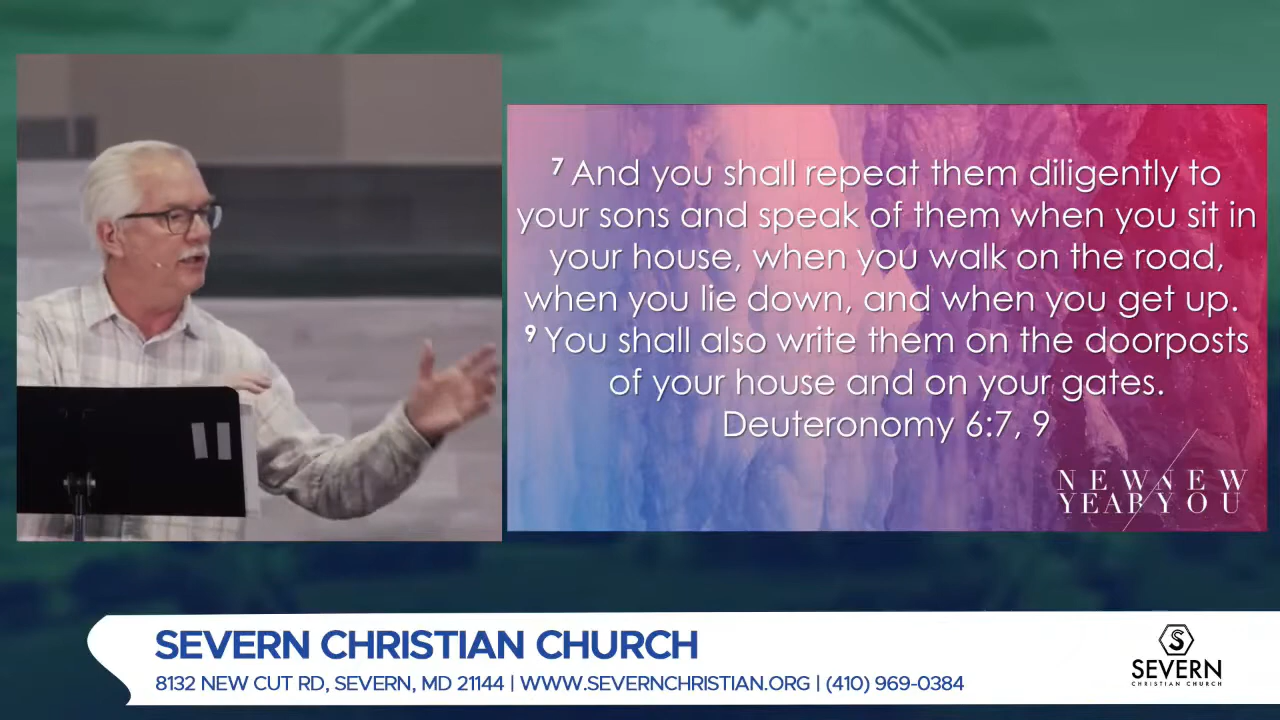 ⁷ And you shall repeat them diligently to
your sons and speak of them when you sit in
your house, when you walk on the road,
when you lie down, and when you get up.
⁹ You shall also write them on the doorposts
of your house and on your gates.
Deuteronomy 6:7, 9
NEW NEW
YEAR YOU
SEVERN CHRISTIAN CHURCH
8132 NEW CUT RD, SEVERN, MD 21144 | WWW.SEVERNCHRISTIAN.ORG | (410) 969-0384
S
SEVERN
CHRISTIAN CHURCH